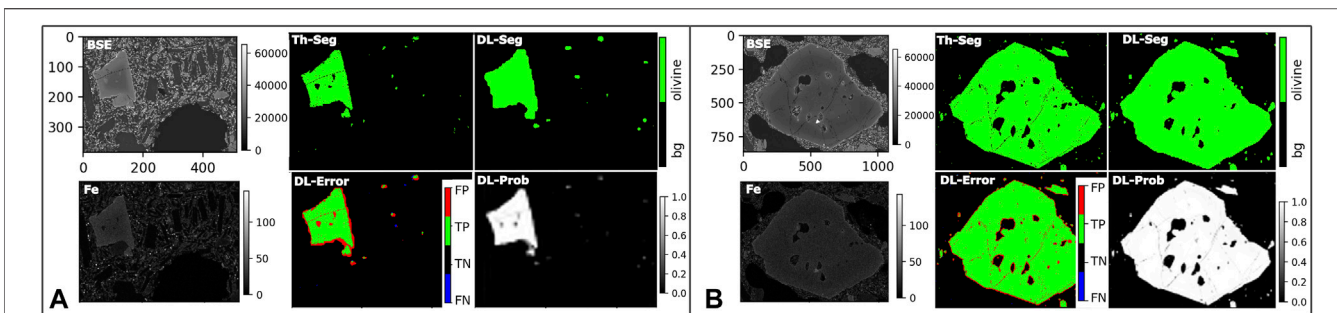 BSE
0
100
200
300
0
200
400
60000
40000
20000
0
Th-Seg
DL-Seg
olivine
bg
Fe
150
100
50
0
DL-Error
FP
TP
TN
FN
DL-Prob
1.0
0.8
0.6
0.4
0.2
0.0
A
BSE
0
250
500
750
0
500
1000
60000
40000
20000
0
Th-Seg
DL-Seg
olivine
bg
Fe
100
50
0
DL-Error
FP
TP
TN
FN
DL-Prob
1.0
0.8
0.6
0.4
0.2
0.0
B